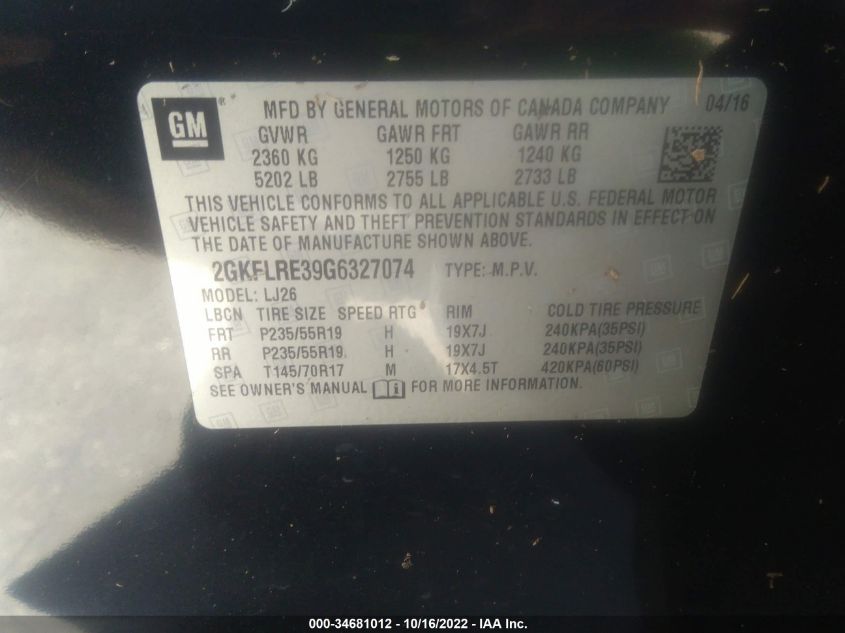 GM ® MFD BY GENERAL MOTORS OF CANADA COMPANY 04/16
GVWR GAWR FRT GAWR RR
2360 KG 1250 KG 1240 KG
5202 LB 2755 LB 2733 LB
THIS VEHICLE CONFORMS TO ALL APPLICABLE U.S. FEDERAL MOTOR
VEHICLE SAFETY AND THEFT PREVENTION STANDARDS IN EFFECT ON
THE DATE OF MANUFACTURE SHOWN ABOVE.
2GKFLRE39G6327074 TYPE: M.P.V.
MODEL: LJ26
LBCN TIRE SIZE SPEED RTG RIM COLD TIRE PRESSURE
FRT P235/55R19 H 19X7J 240KPA(35PSI)
RR P235/55R19 H 19X7J 240KPA(35PSI)
SPA T145/70R17 M 17X4.5T 420KPA(60PSI)
SEE OWNER'S MANUAL FOR MORE INFORMATION.
000-34681012 - 10/16/2022 - IAA Inc.